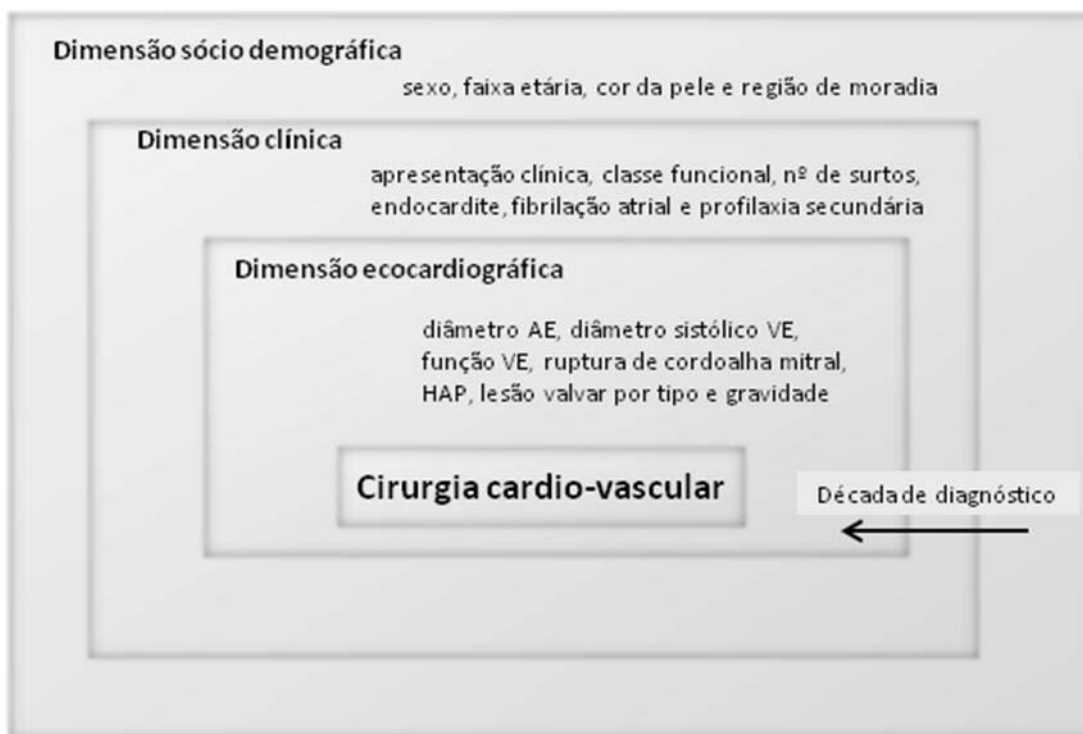 Dimensão sócio demográfica
sexo, faixa etária, cor da pele e região de moradia
Dimensão clínica
apresentação clínica, classe funcional, nº de surtos,
endocardite, fibrilação atrial e profilaxia secundária
Dimensão ecocardiográfica
diâmetro AE, diâmetro sistólico VE,
função VE, ruptura de cordoalha mitral,
HAP, lesão valvar por tipo e gravidade
Cirurgia cardio-vascular
Década de diagnóstico